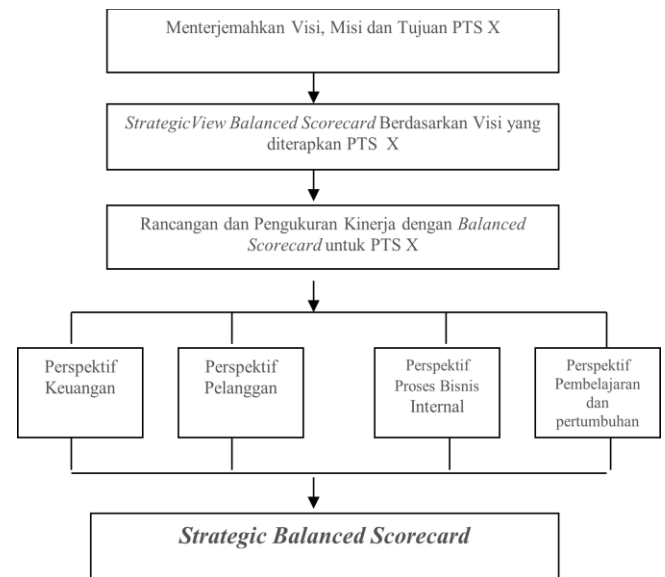 Menterjemahkan Visi, Misi dan Tujuan PTS X
StrategicView Balanced Scorecard Berdasarkan Visi yang
diterapkan PTS X
Rancangan dan Pengukuran Kinerja dengan Balanced
Scorecard untuk PTS X
Perspektif
Keuangan
Perspektif
Pelanggan
Perspektif
Proses Bisnis
Internal
Perspektif
Pembelajaran
dan
pertumbuhan
Strategic Balanced Scorecard